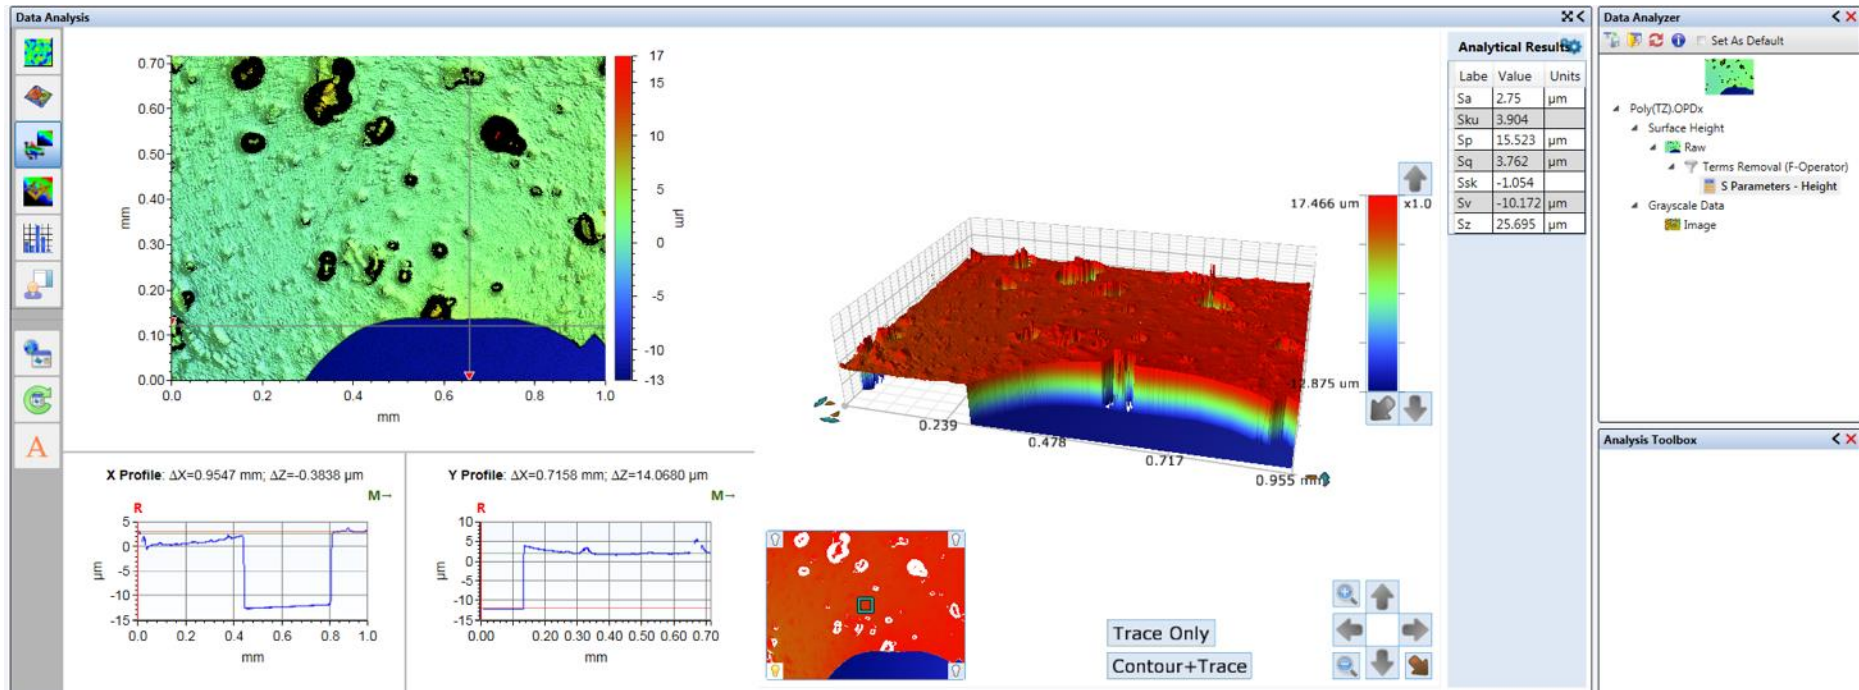 Data Analysis
0.70
0.60
0.50
0.40
0.30
0.20
0.10
0.00
mm
0.0 0.2 0.4 0.6 0.8 1.0
mm
17
15
10
5
0
-5
-10
-13
µm
X Profile: ΔX=0.9547 mm; ΔZ=-0.3838 µm
M→
R
5
0
-5
-10
-15
µm
0.0 0.2 0.4 0.6 0.8 1.0
mm
Y Profile: ΔX=0.7158 mm; ΔZ=14.0680 µm
M→
R
10
5
0
-5
-10
-15
µm
0.00 0.20 0.30 0.40 0.50 0.60 0.70
mm
17.466 um
x1.0
12.875 um
0.239
0.478
0.717
0.955 mm
Trace Only
Contour+Trace
Analytical Results
Labe Value Units
Sa 2.75 µm
Sku 3.904
Sp 15.523 µm
Sq 3.762 µm
Ssk -1.054
Sv -10.172 µm
Sz 25.695 µm
Data Analyzer
Set As Default
Poly(TZ).OPDx
Surface Height
Raw
Terms Removal (F-Operator)
S Parameters - Height
Grayscale Data
Image
Analysis Toolbox
A